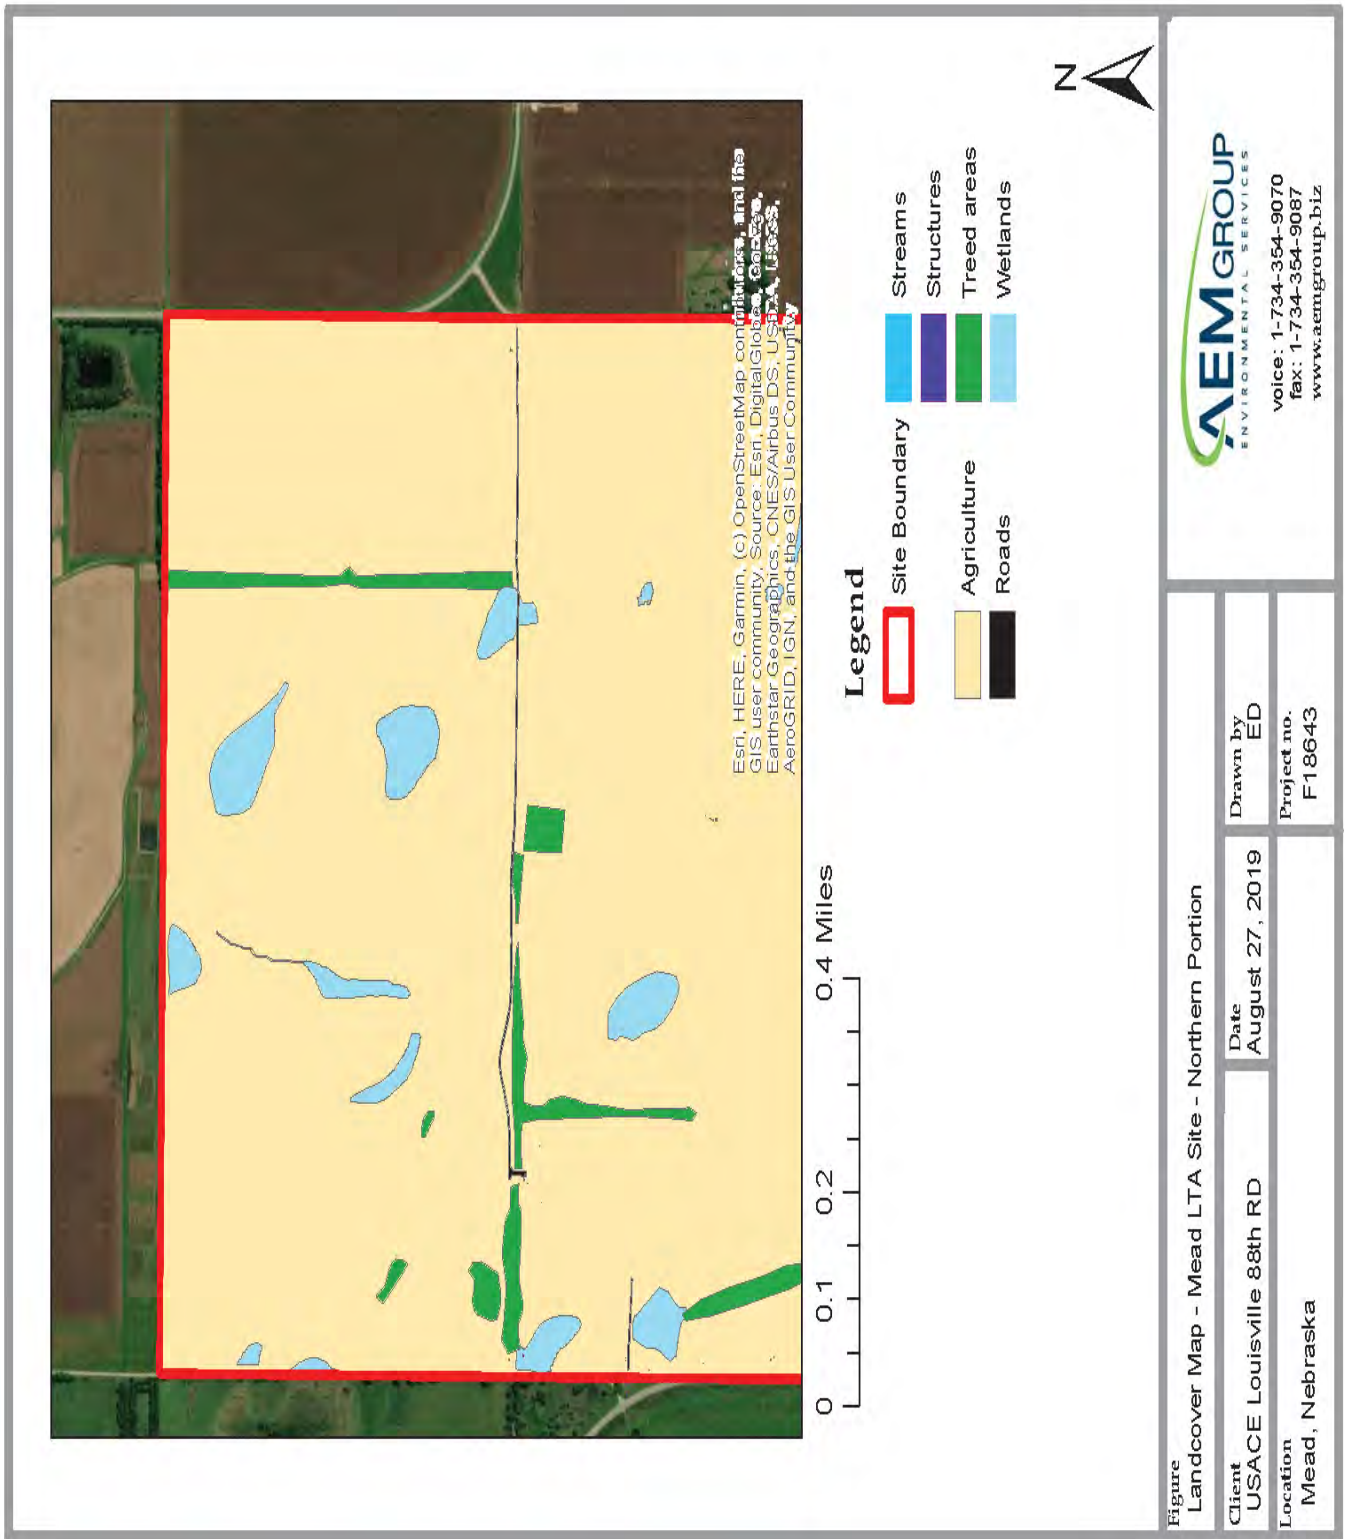 Esri, HERE, Garmin, (c) OpenStreetMap contributors, and the
GIS user community, Source: Esri, DigitalGlobe, GeoEye,
Earthstar Geographics, CNES/Airbus DS, USDA, USGS,
AeroGRID, IGN, and the GIS User Community
0
0.1
0.2
0.4 Miles
Legend
Site Boundary
Agriculture
Roads
Streams
Structures
Treed areas
Wetlands
N
Figure
Landcover Map - Mead LTA Site - Northern Portion
Client
USACE Louisville 88th RD
Date
August 27, 2019
Drawn by
ED
Location
Mead, Nebraska
Project no.
F18643
AEM GROUP
ENVIRONMENTAL SERVICES
voice: 1-734-354-9070
fax: 1-734-354-9087
www.aemgroup.biz